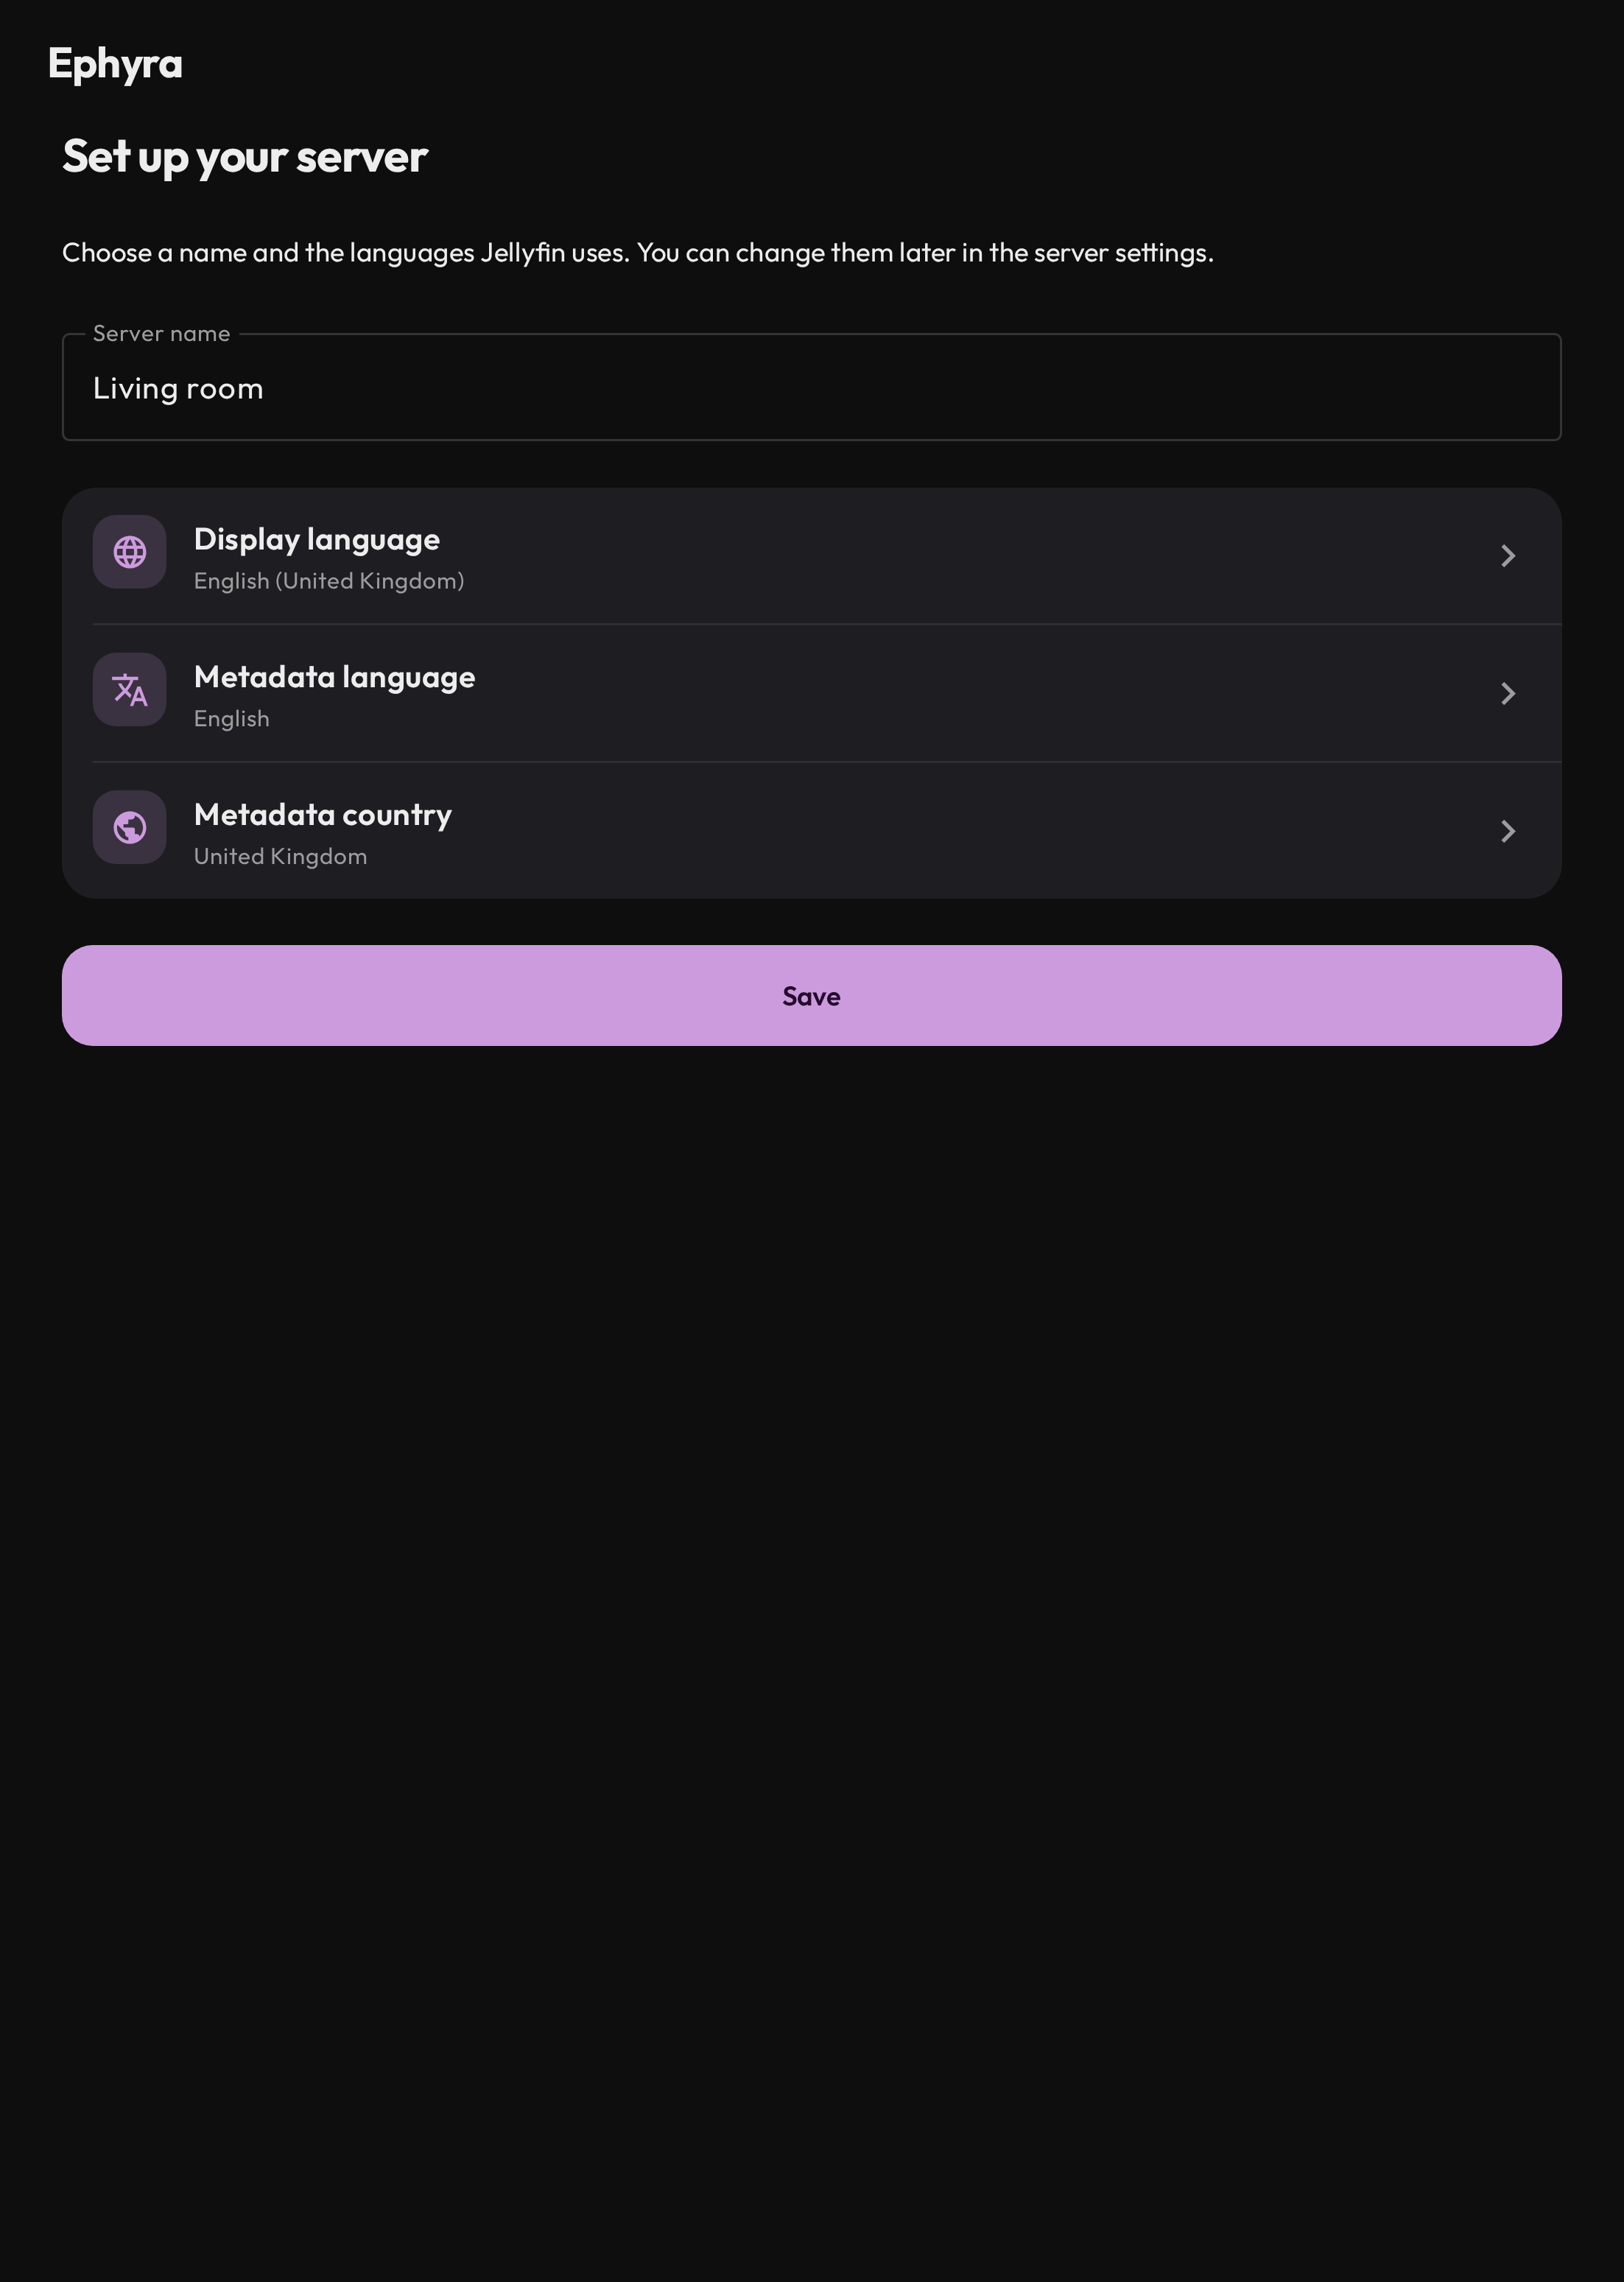 Ephyra
Set up your server
Choose a name and the languages Jellyfin uses. You can change them later in the server settings.
Server name
Living room
Display language
English (United Kingdom)
Metadata language
English
Metadata country
United Kingdom
Save